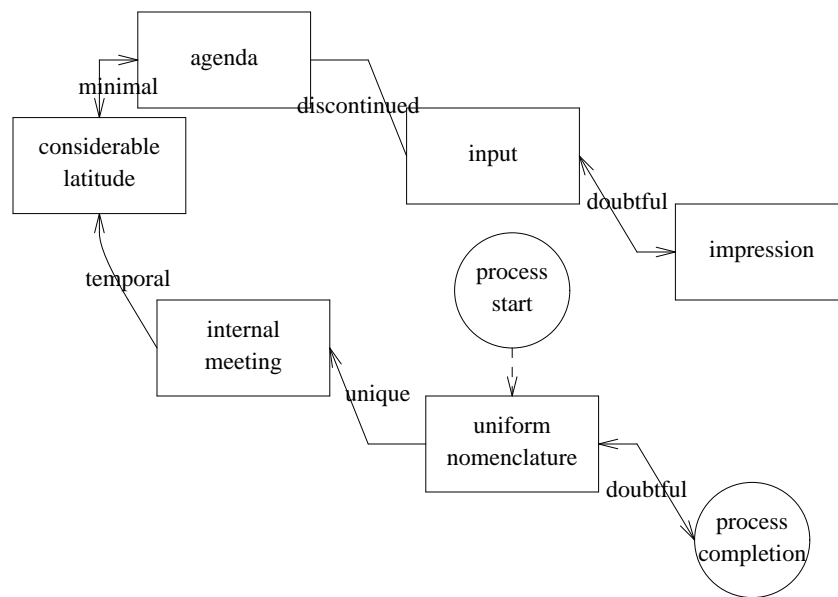 agenda
minimal
discontinued
considerable
latitude
input
doubtful
impression
process
start
temporal
internal
meeting
unique
uniform
nomenclature
doubtful
process
completion